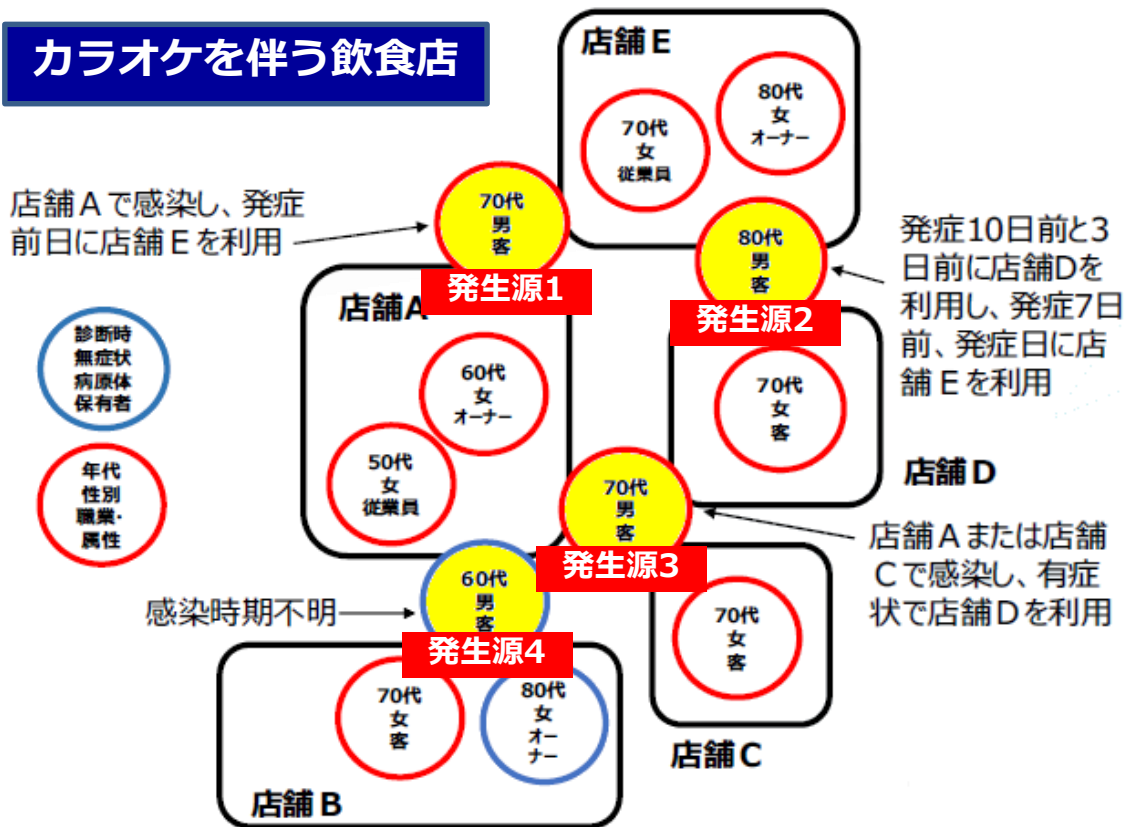 カラオケを伴う飲食店
店舗E
80代
女
オーナー
70代
女
従業員
店舗Aで感染し、発症
前日に店舗Eを利用
70代
男
客
発生源1
80代
男
客
発生源2
発症10日前と3
日前に店舗Dを
利用し、発症7日
前、発症日に店
舗Eを利用
店舗A
診断時
無症状
病原体
保有者
60代
女
オーナー
70代
女
客
50代
女
従業員
店舗D
年代
性別
職業・
属性
70代
男
客
発生源3
店舗Aまたは店舗
Cで感染し、有症
状で店舗Dを利用
感染時期不明
60代
男
客
発生源4
70代
女
客
店舗C
70代
女
客
80代
女
オー
ナー
店舗B